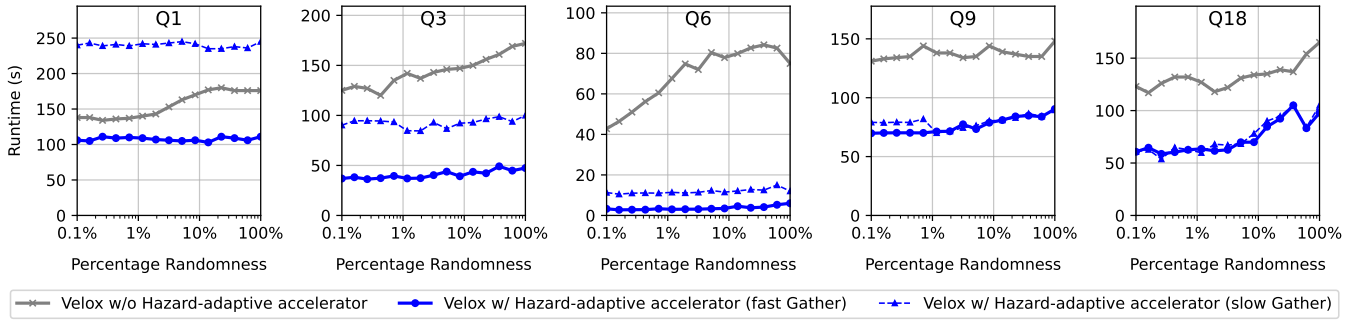 Q1
Q3
Q6
Q9
Q18
Runtime (s)
250
200
150
100
50
0
0.1% 1% 10% 100%
Percentage Randomness
200
150
100
50
0
0.1% 1% 10% 100%
Percentage Randomness
100
80
60
40
20
0
0.1% 1% 10% 100%
Percentage Randomness
150
100
50
0
0.1% 1% 10% 100%
Percentage Randomness
150
100
50
0
0.1% 1% 10% 100%
Percentage Randomness
Velox w/o Hazard-adaptive accelerator
Velox w/ Hazard-adaptive accelerator (fast Gather)
Velox w/ Hazard-adaptive accelerator (slow Gather)